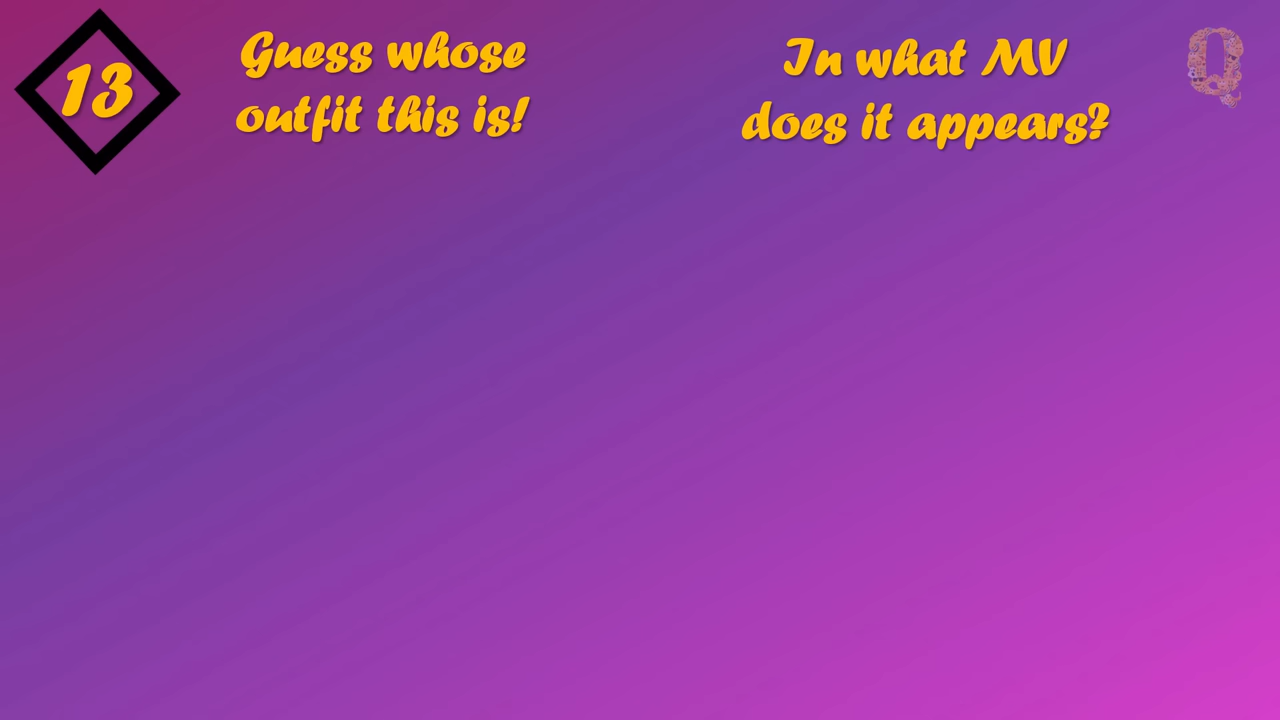 13
Guess whose
outfit this is!
In what MV
does it appears?
Q